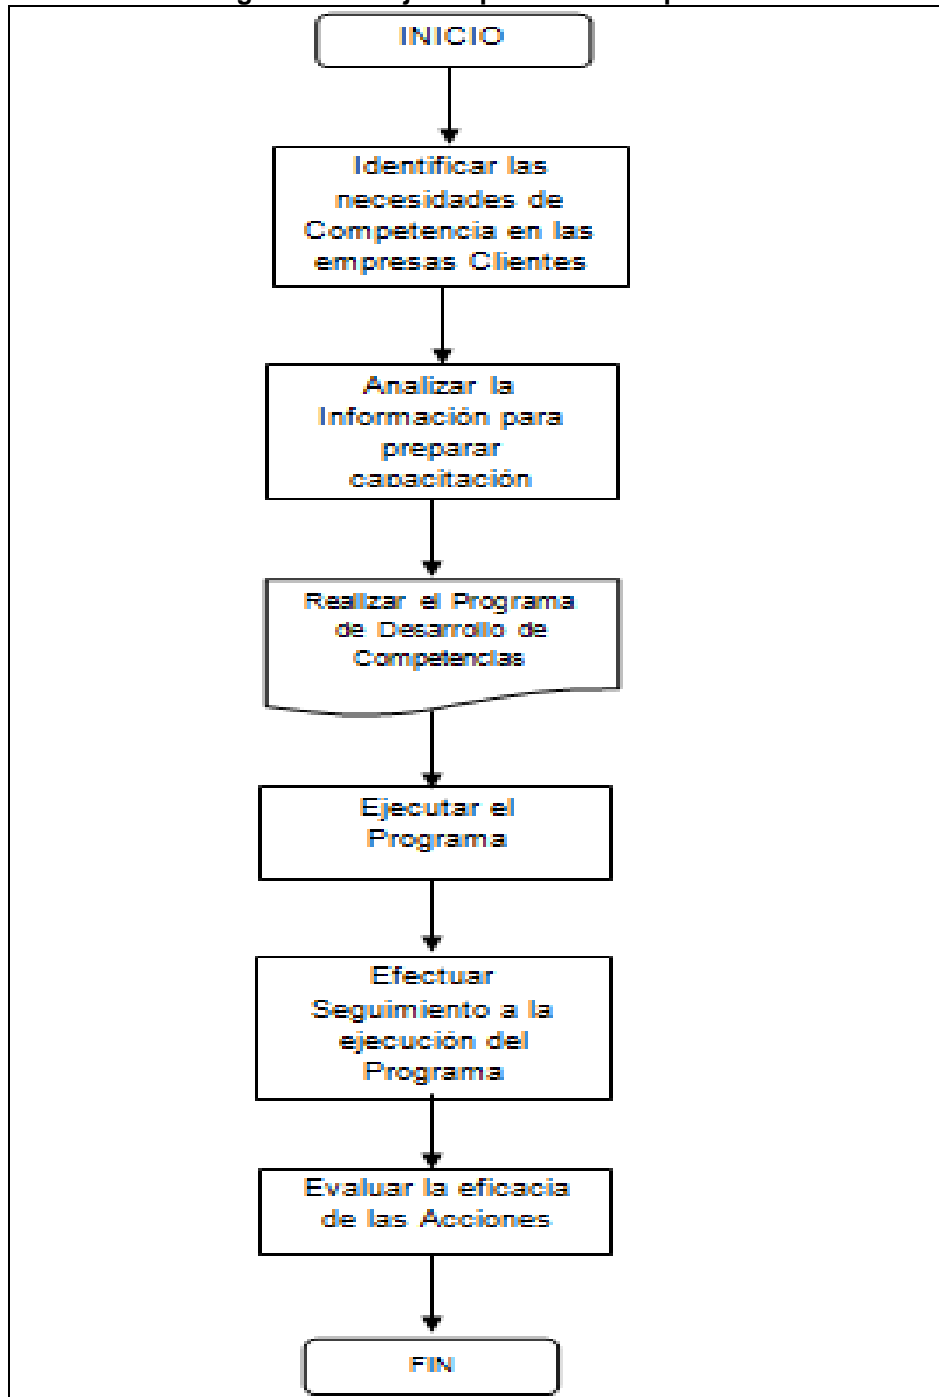 INICIO
Identificar las
necesidades de
Competencia en las
empresas Clientes
Analizar la
Información para
preparar
capacitación
Realizar el Programa
de Desarrollo de
Competencias
Ejecutar el
Programa
Efectuar
Seguimiento a la
ejecución del
Programa
Evaluar la eficacia
de las Acciones
FIN